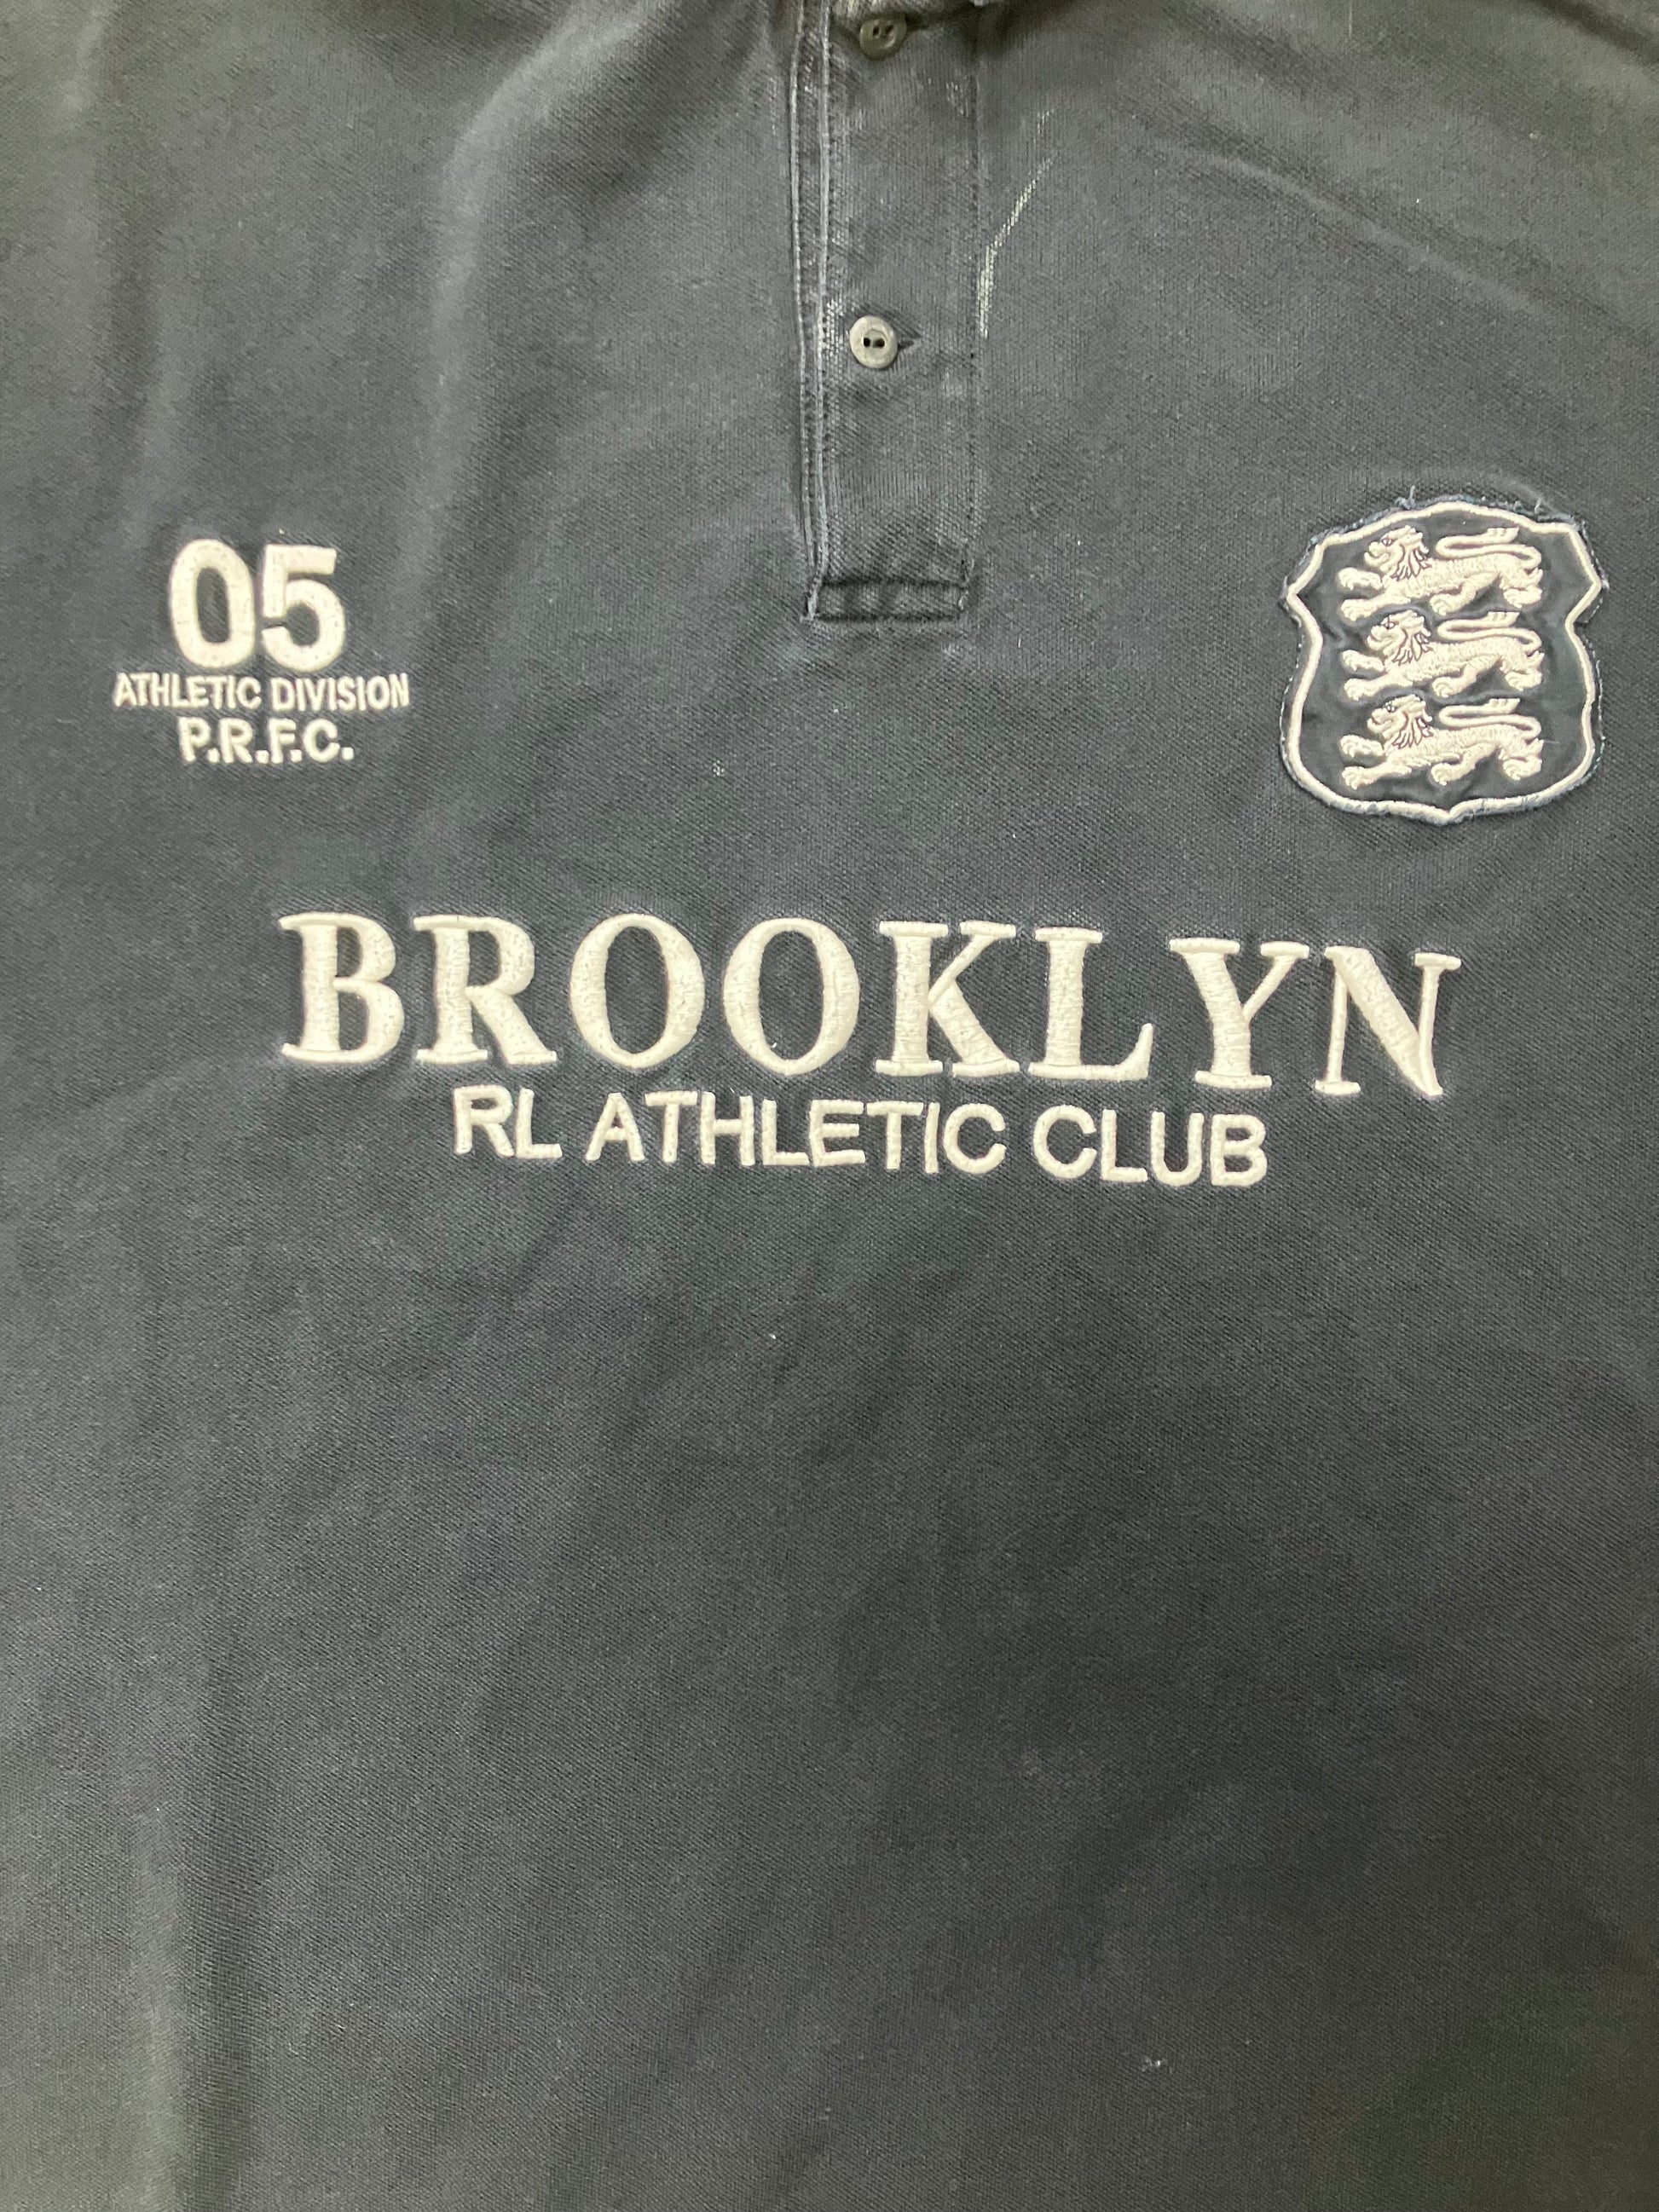 05
ATHLETIC DIVISION
P.R.F.C.
BROOKLYN
RL ATHLETIC CLUB